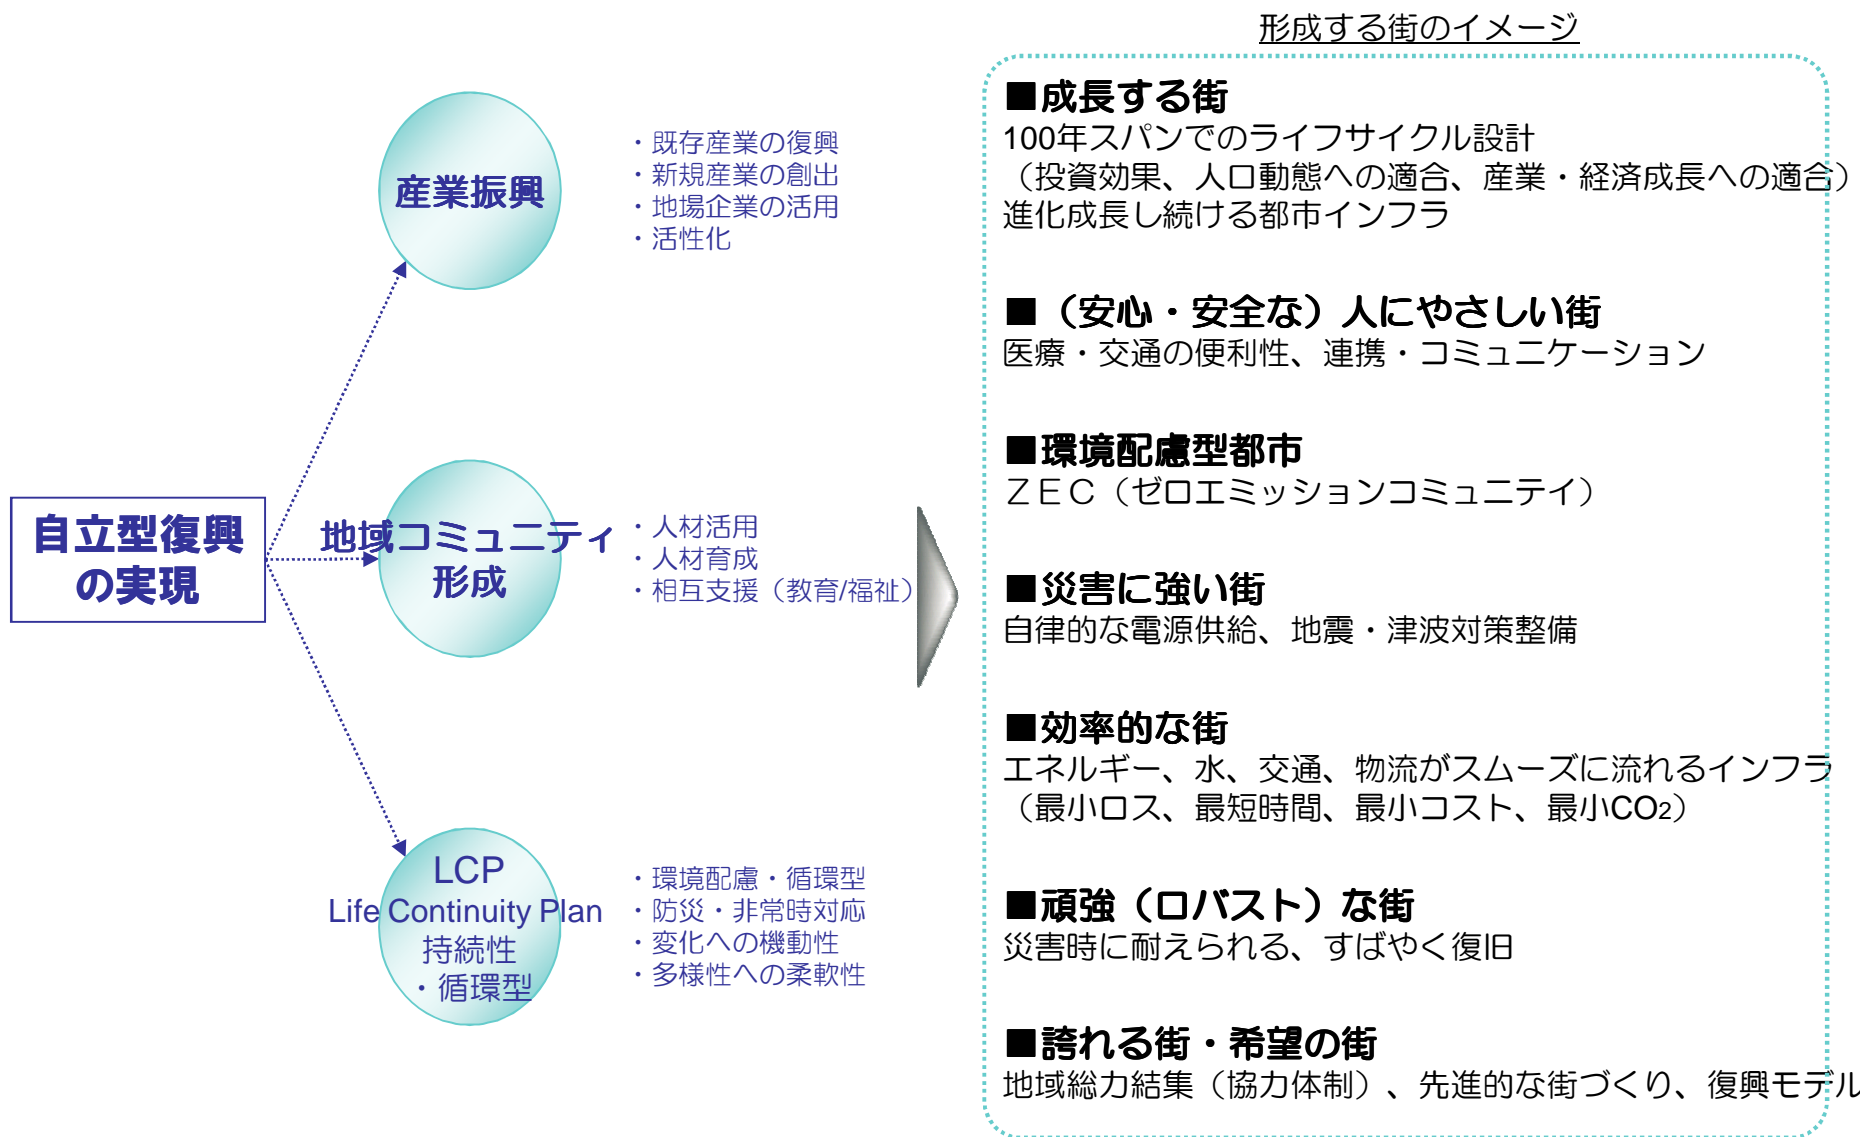 形成する街のイメージ
自立型復興
の実現
産業振興
・既存産業の復興
・新規産業の創出
・地場企業の活用
・活性化
地域コミュニティ
形成
・人材活用
・人材育成
・相互支援（教育/福祉）
LCP
Life Continuity Plan
持続性
・循環型
・環境配慮・循環型
・防災・非常時対応
・変化への機動性
・多様性への柔軟性
■成長する街
100年スパンでのライフサイクル設計
（投資効果、人口動態への適合、産業・経済成長への適合）
進化成長し続ける都市インフラ
■（安心・安全な）人にやさしい街
医療・交通の便利性、連携・コミュニケーション
■環境配慮型都市
ＺＥＣ（ゼロエミッションコミュニテイ）
■災害に強い街
自律的な電源供給、地震・津波対策整備
■効率的な街
エネルギー、水、交通、物流がスムーズに流れるインフラ
（最小ロス、最短時間、最小コスト、最小CO2）
■頑強（ロバスト）な街
災害時に耐えられる、すばやく復旧
■誇れる街・希望の街
地域総力結集（協力体制）、先進的な街づくり、復興モデル